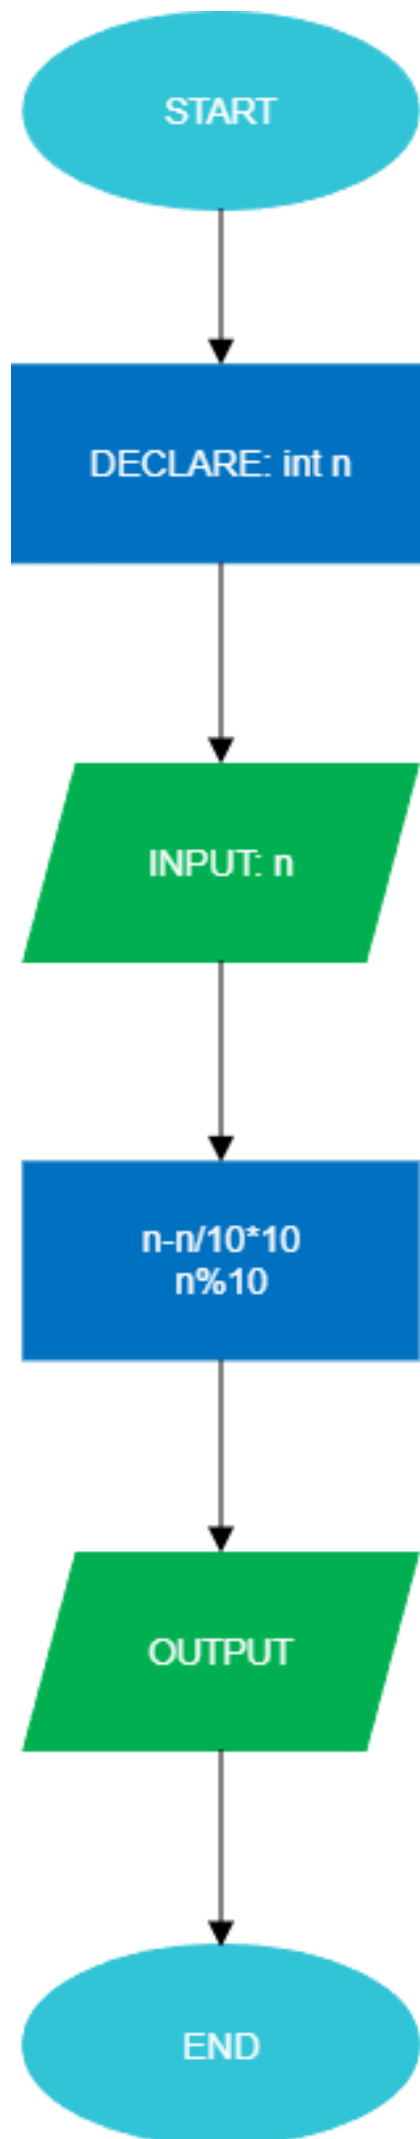 START
DECLARE: int n
INPUT: n
n-n/10*10
n%10
OUTPUT
END